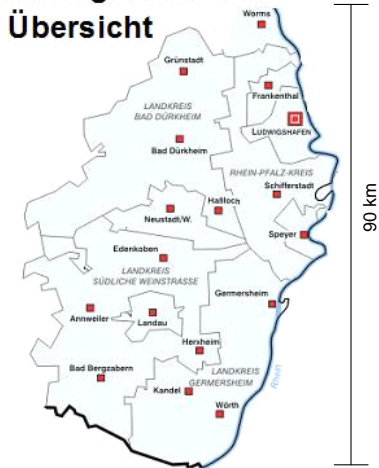 Übersicht
Worms
Grünstadt
Frankenthal
LANDKREIS
BAD DÜRKHEIM
LUDWIGSHAFEN
Bad Dürkheim
RHEIN-PFALZ-KREIS
Schifferstadt
Haßloch
Neustadt/W.
Speyer
Edenkoben
LANDKREIS
SÜDLICHE WEINSTRASSE
Germersheim
Annweiler
Landau
Herxheim
Bad Bergzabern
LANDKREIS
GERMERSHEIM
Kandel
Rhein
Wörth
90 km